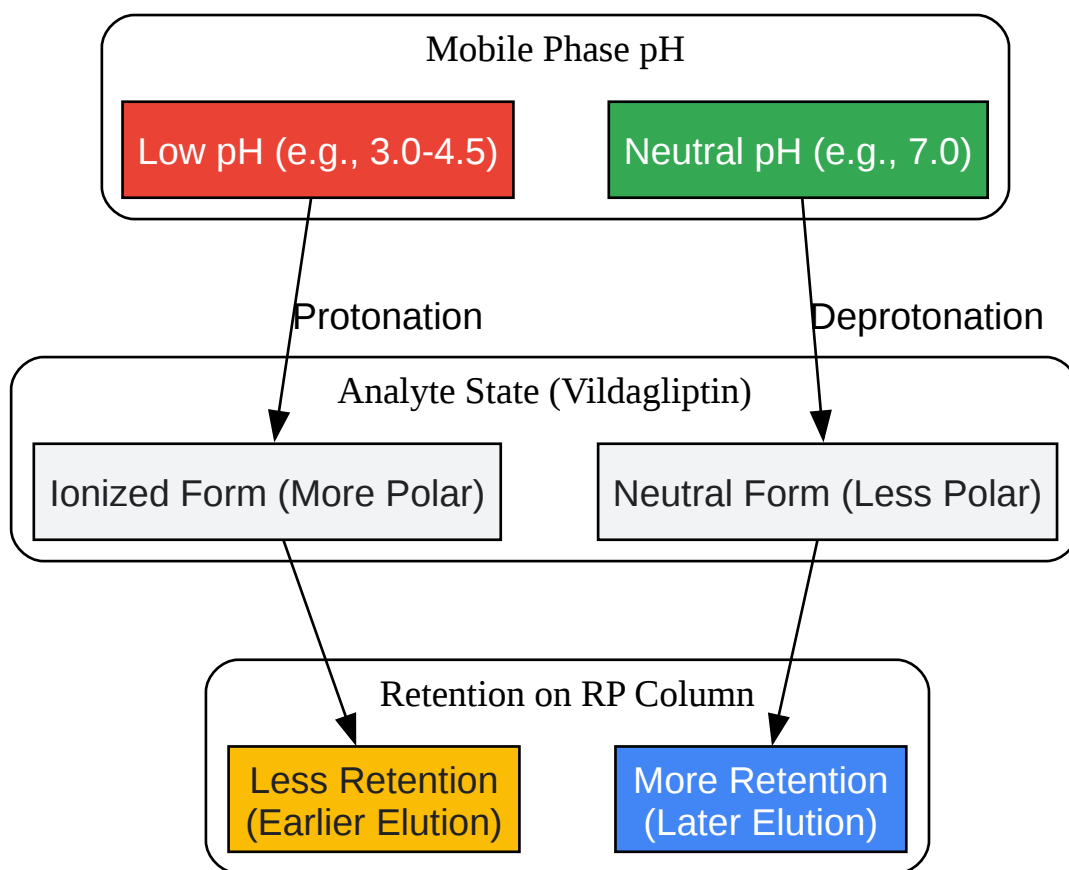 Mobile Phase pH
Low pH (e.g., 3.0-4.5)
Neutral pH (e.g., 7.0)
Protonation
Deprotonation
Analyte State (Vildagliptin)
Ionized Form (More Polar)
Neutral Form (Less Polar)
Retention on RP Column
Less Retention
(Earlier Elution)
More Retention
(Later Elution)